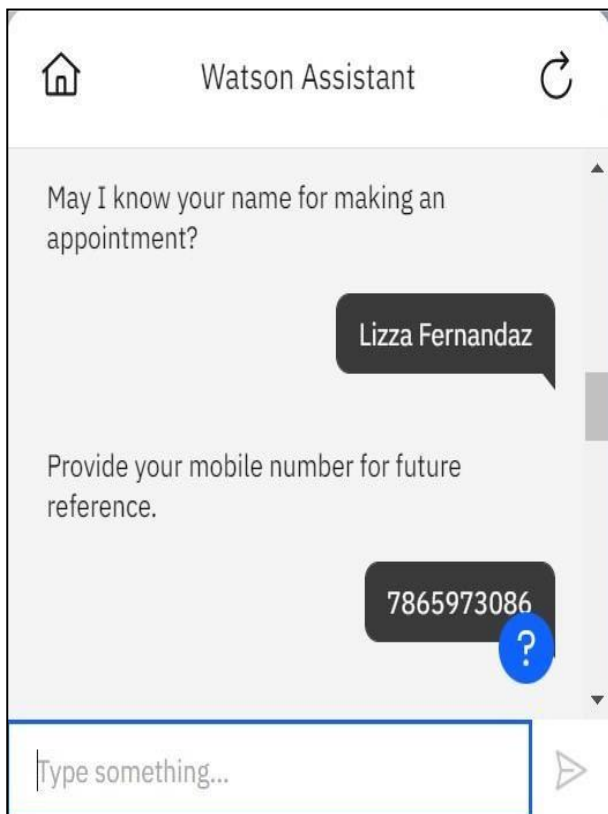 Watson Assistant
May I know your name for making an
appointment?
Lizza Fernandaz
Provide your mobile number for future
reference.
7865973086
?
Type something...